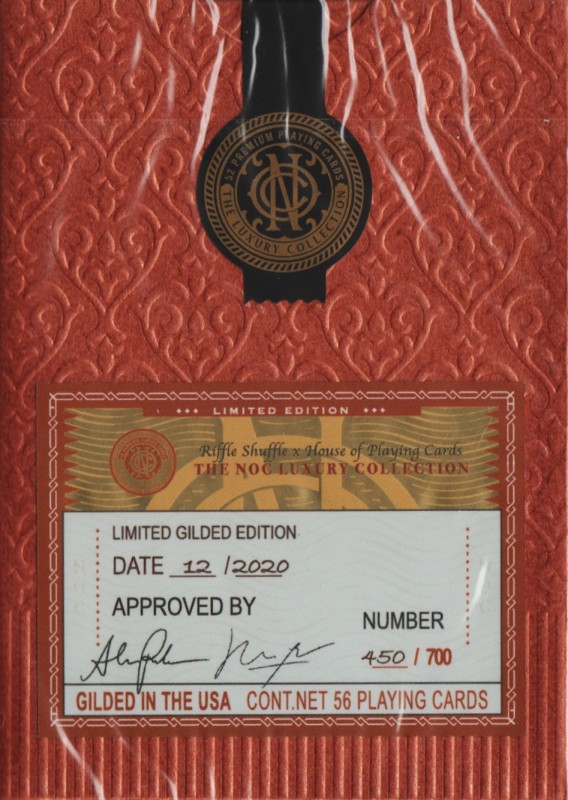 52 PREMIUM PLAYING CARDS
NOC
THE LUXURY COLLECTION
LIMITED EDITION
Riffle Shuffle x House of Playing Cards
THE NOC LUXURY COLLECTION
LIMITED GILDED EDITION
DATE 12 / 2020
APPROVED BY
NUMBER
450 / 700
GILDED IN THE USA CONT.NET 56 PLAYING CARDS